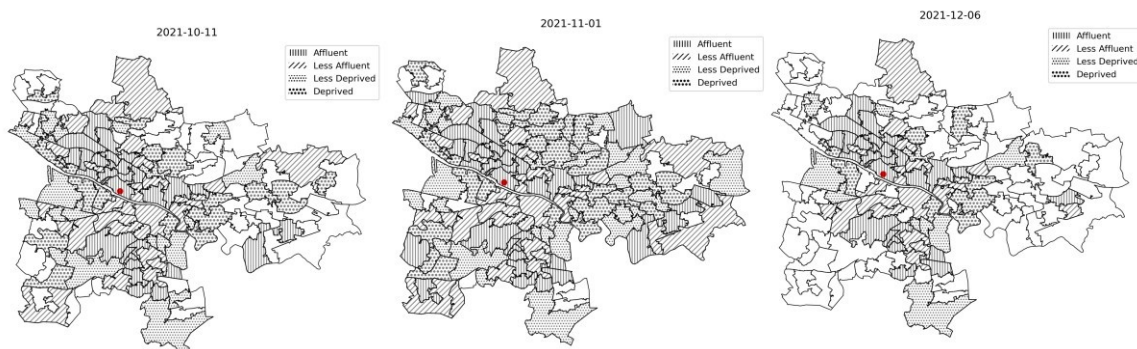 2021-10-11
Affluent
Less Affluent
Less Deprived
Deprived
2021-11-01
Affluent
Less Affluent
Less Deprived
Deprived
2021-12-06
Affluent
Less Affluent
Less Deprived
Deprived